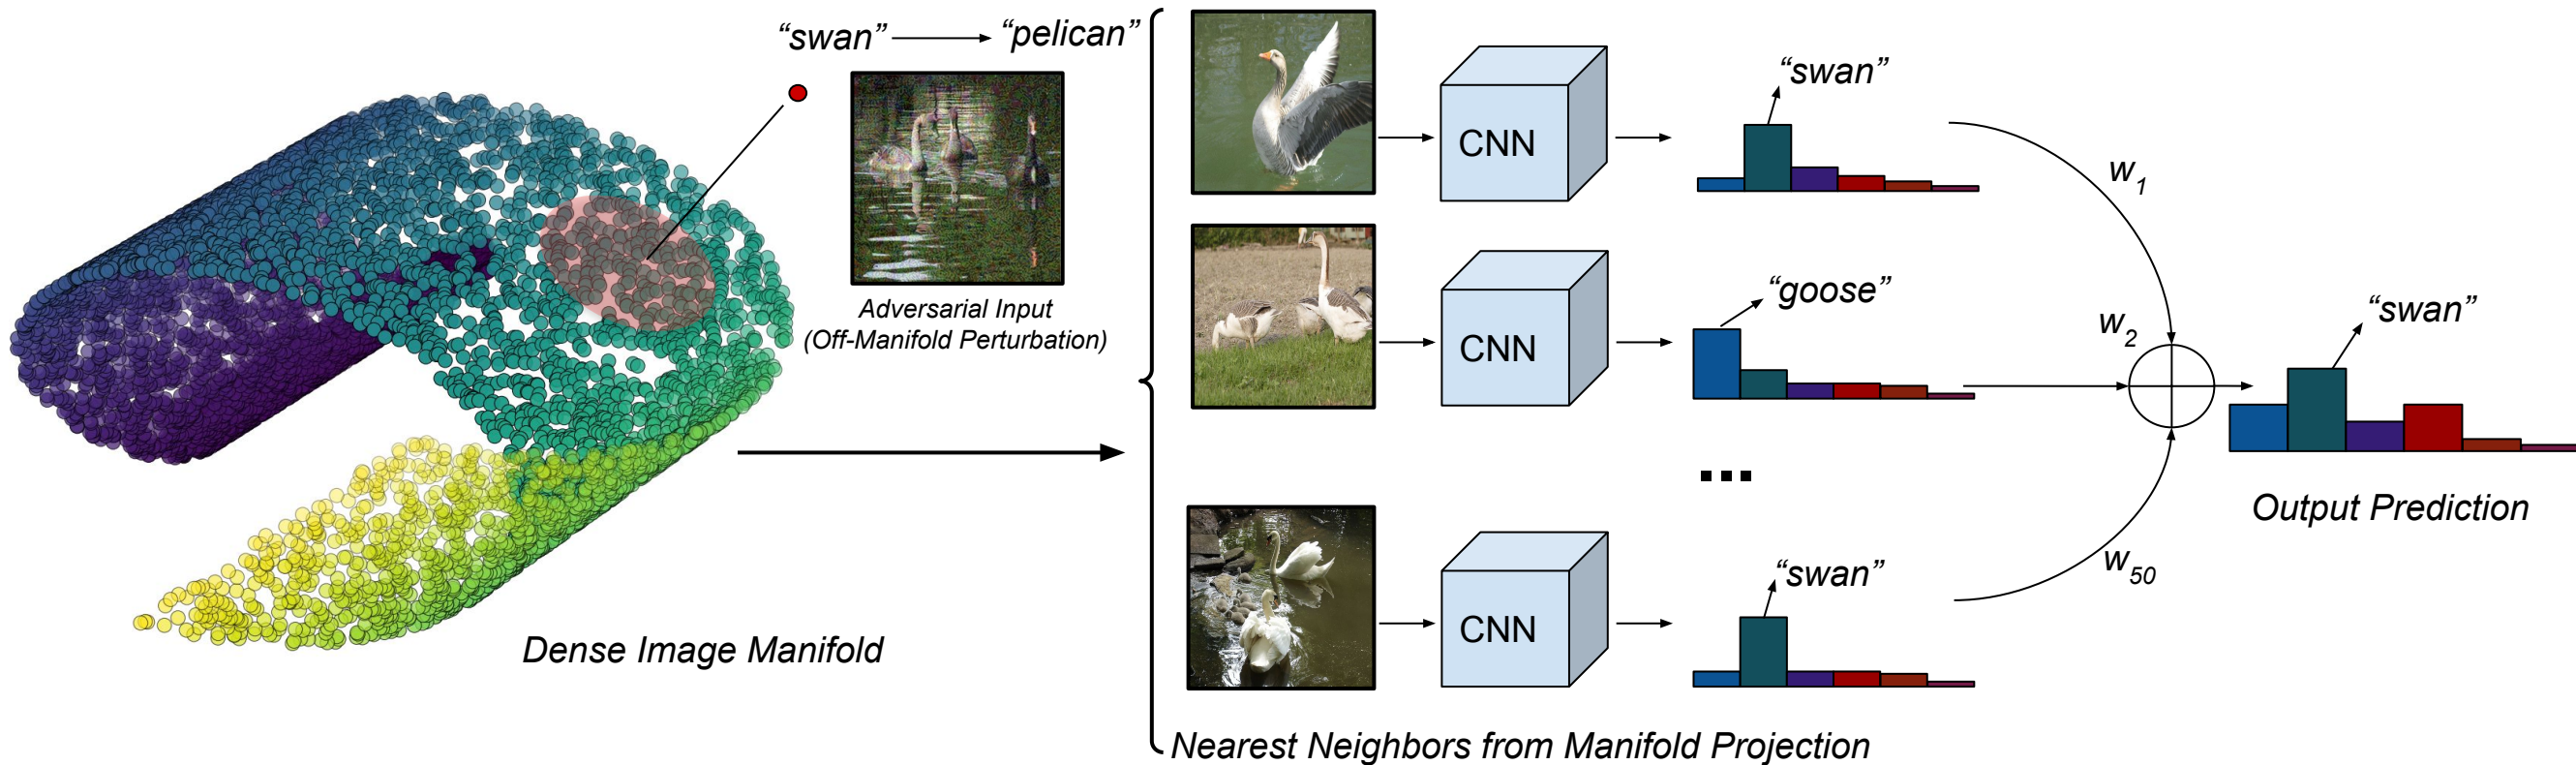 “swan” “pelican”
Adversarial Input
(Off-Manifold Perturbation)
Dense Image Manifold
CNN
“swan”
w1
CNN
“goose”
w2
...
CNN
“swan”
w50
“swan”
Output Prediction
Nearest Neighbors from Manifold Projection